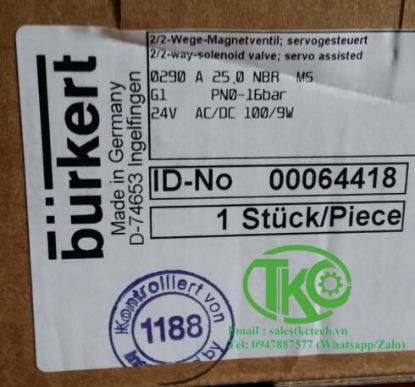 bürkert
Made in Germany
D-74653 Ingelfingen
2/2-Wege-Magnetventil; servogesteuert
2/2-way-solenoid valve; servo assisted
0290 A 25,0 NBR MS
G1 PN0-16bar
24V AC/DC 100/9W
ID-No 00064418
1 Stück/Piece
Kontrolliert von
1188
by
TKC
Email : salestkctech.vn
Tel: 0947887577 (Whatsapp/Zalo)